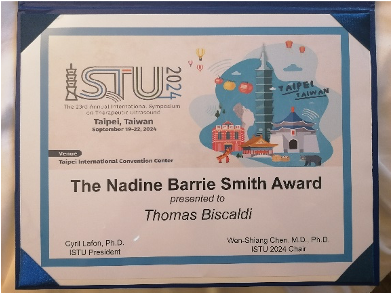 ISTU 2024
The 23rd Annual International Symposium
on Therapeutic Ultrasound
Taipei, Taiwan
September 19-22, 2024
TAIPEI
TAIWAN
Venue
Taipei International Convention Center
The Nadine Barrie Smith Award
presented to
Thomas Biscaldi
Cyril Lafon, Ph.D.
ISTU President
Wen-Shiang Chen, M.D., Ph.D.
ISTU 2024 Chair